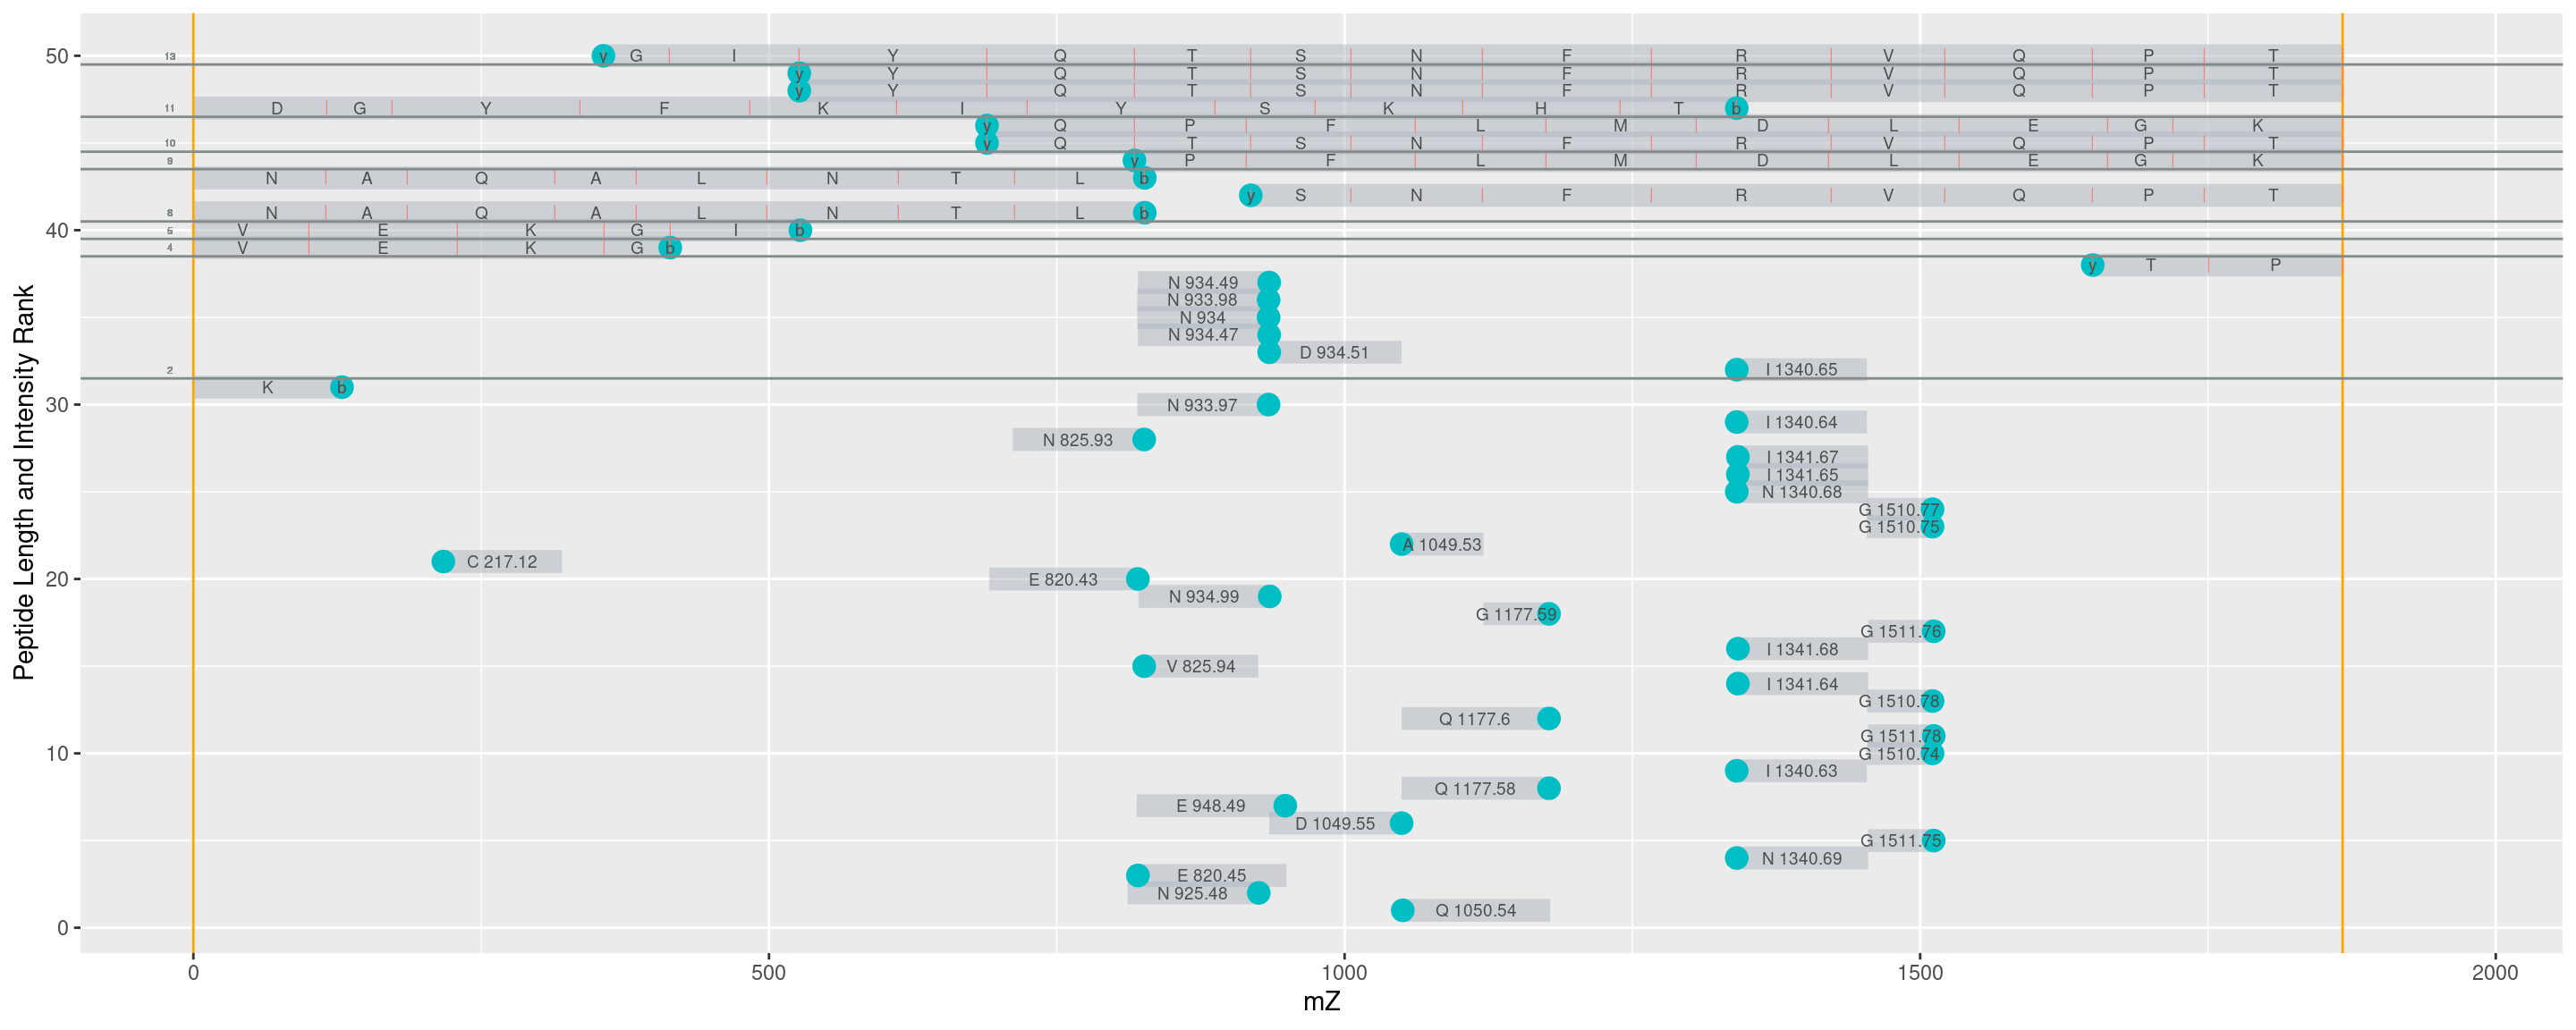 50
13
y G I Y Q T S N F R V Q P T
y Y Q T S N F R V Q P T
y Y Q T S N F R V Q P T
11
D G Y F K I Y S K H T b
y Q P F L M D L E G K
10
y Q T S N F R V Q P T
9
y P F L M D L E G K
N A Q A L N T L b
y S N F R V Q P T
8
N A Q A L N T L b
40
V E K G I b
4
V E K G b
y T P
N 934.49
N 933.98
N 934
N 934.47
D 934.51
2
I 1340.65
K b
30
N 933.97
I 1340.64
N 825.93
I 1341.67
I 1341.65
N 1340.68
G 1510.77
G 1510.75
A 1049.53
C 217.12
20
E 820.43
N 934.99
G 1177.59
G 1511.76
I 1341.68
V 825.94
I 1341.64
G 1510.78
Q 1177.6
G 1511.78
10
G 1510.74
I 1340.63
Q 1177.58
E 948.49
D 1049.55
G 1511.75
N 1340.69
E 820.45
N 925.48
Q 1050.54
0
0 500 1000 1500 2000
mZ
Peptide Length and Intensity Rank